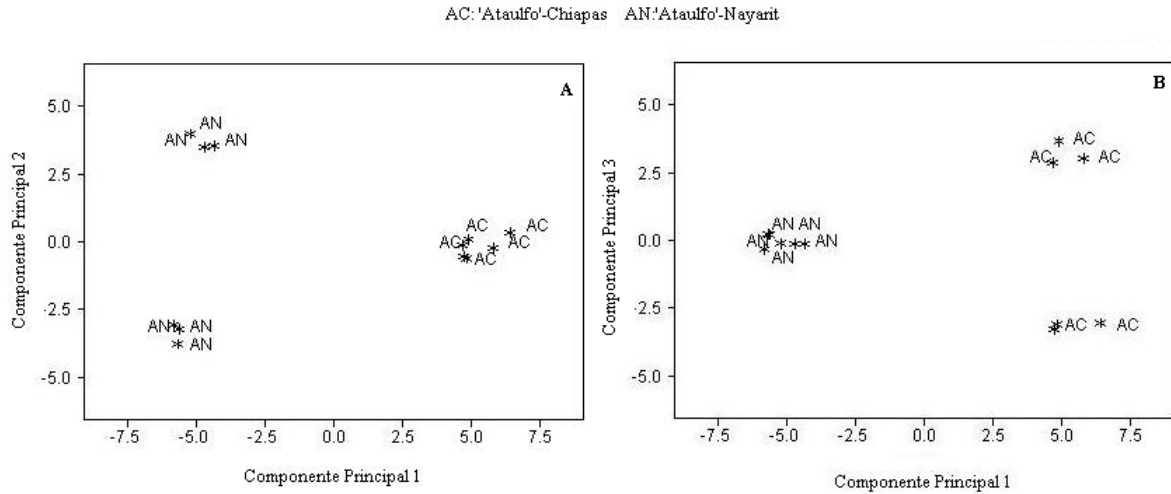 AC: 'Ataulfo'-Chiapas AN:'Ataulfo'-Nayarit
A
5.0
2.5
0.0
-2.5
-5.0
Componente Principal 2
AN
AN
AN
AC
AC
AC
AC
AC
AN
AN
AN
-7.5 -5.0 -2.5 0.0 2.5 5.0 7.5
Componente Principal 1
B
5.0
2.5
0.0
-2.5
-5.0
Componente Principal 3
AC
AC
AC
AN AN
AN
AN
AN
AC
AC
-7.5 -5.0 -2.5 0.0 2.5 5.0 7.5
Componente Principal 1